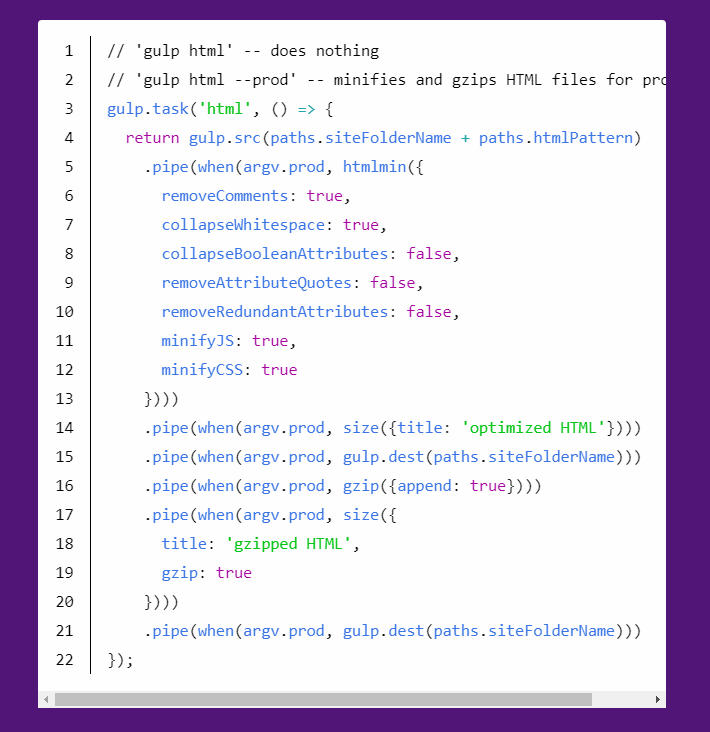 1 // 'gulp html' -- does nothing
2 // 'gulp html --prod' -- minifies and gzips HTML files for
3 gulp.task('html', () => {
4   return gulp.src(paths.siteFolderName + paths.htmlPattern)
5     .pipe(when(argv.prod, htmlmin({
6       removeComments: true,
7       collapseWhitespace: true,
8       collapseBooleanAttributes: false,
9       removeAttributeQuotes: false,
10       removeRedundantAttributes: false,
11       minifyJS: true,
12       minifyCSS: true
13     })))
14     .pipe(when(argv.prod, size({title: 'optimized HTML'})))
15     .pipe(when(argv.prod, gulp.dest(paths.siteFolderName)))
16     .pipe(when(argv.prod, gzip({append: true})))
17     .pipe(when(argv.prod, size({
18       title: 'gzipped HTML',
19       gzip: true
20     })))
21     .pipe(when(argv.prod, gulp.dest(paths.siteFolderName)))
22 });